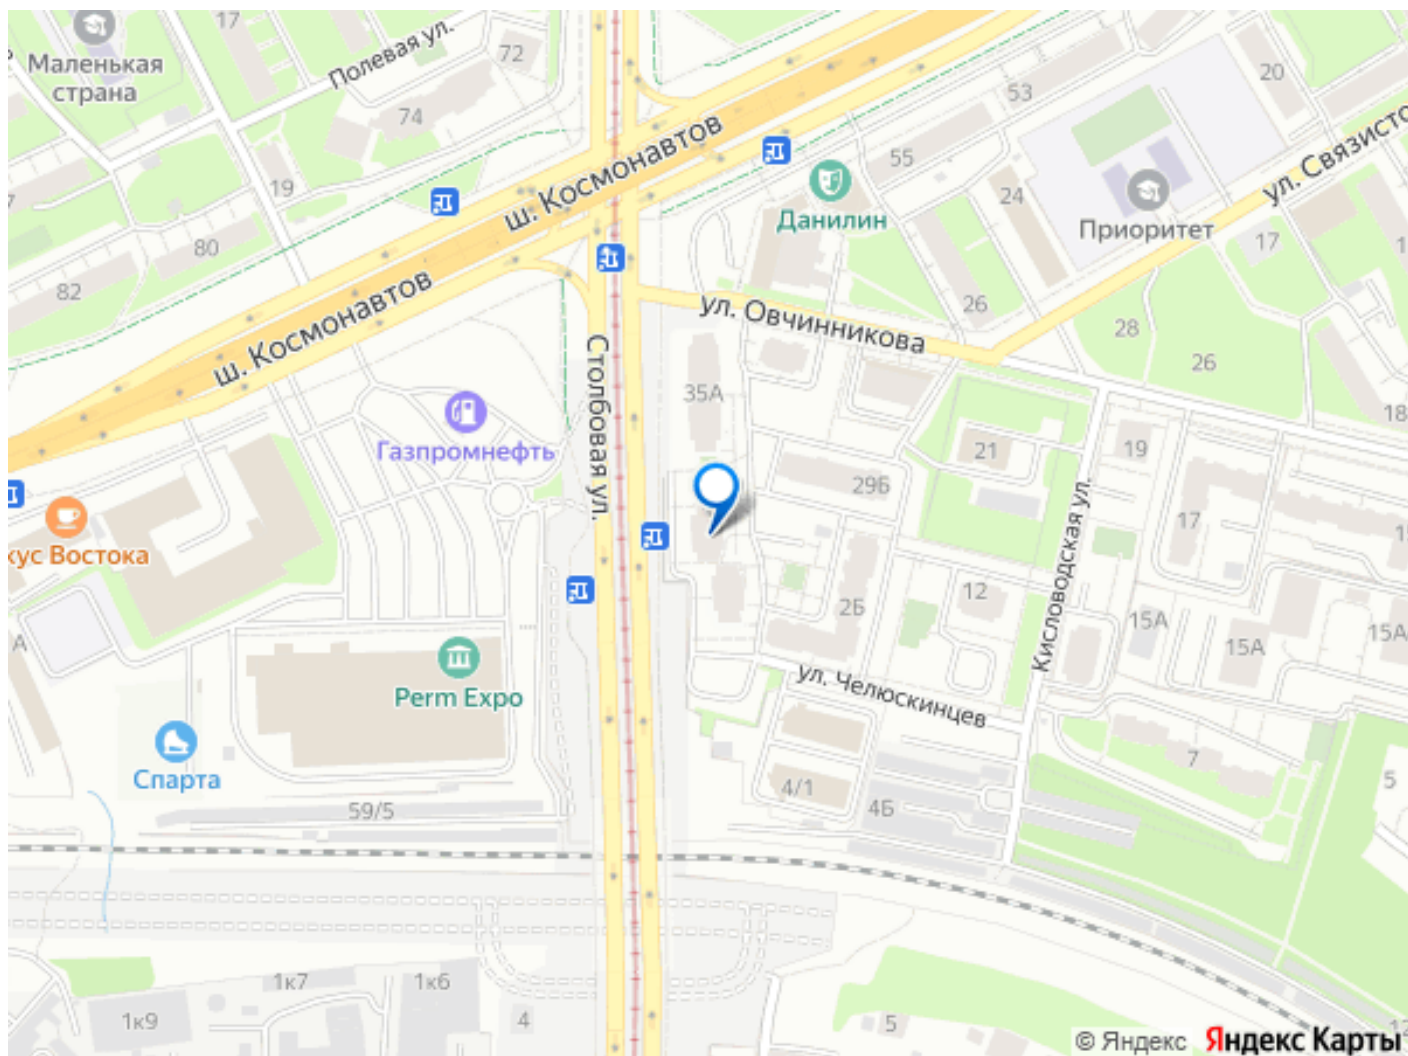 17
Полевая ул.
72
Маленькая
страна
74
53
20
ш. Космонавтов
55
ул. Связисто
19
24
Данилин
Приоритет
17
80
82
ш. Космонавтов
26
28
26
ул. Овчинникова
Столбовая ул.
35А
18
Газпромнефть
21
19
29Б
17
15
кус Востока
Кисловодская ул.
12
2Б
15А
15А
15А
А
Perm Expo
ул. Челюскинцев
Спарта
7
5
4/1
4Б
59/5
1к7
1к6
1к9
4
5
12
© Яндекс Яндекс Карты